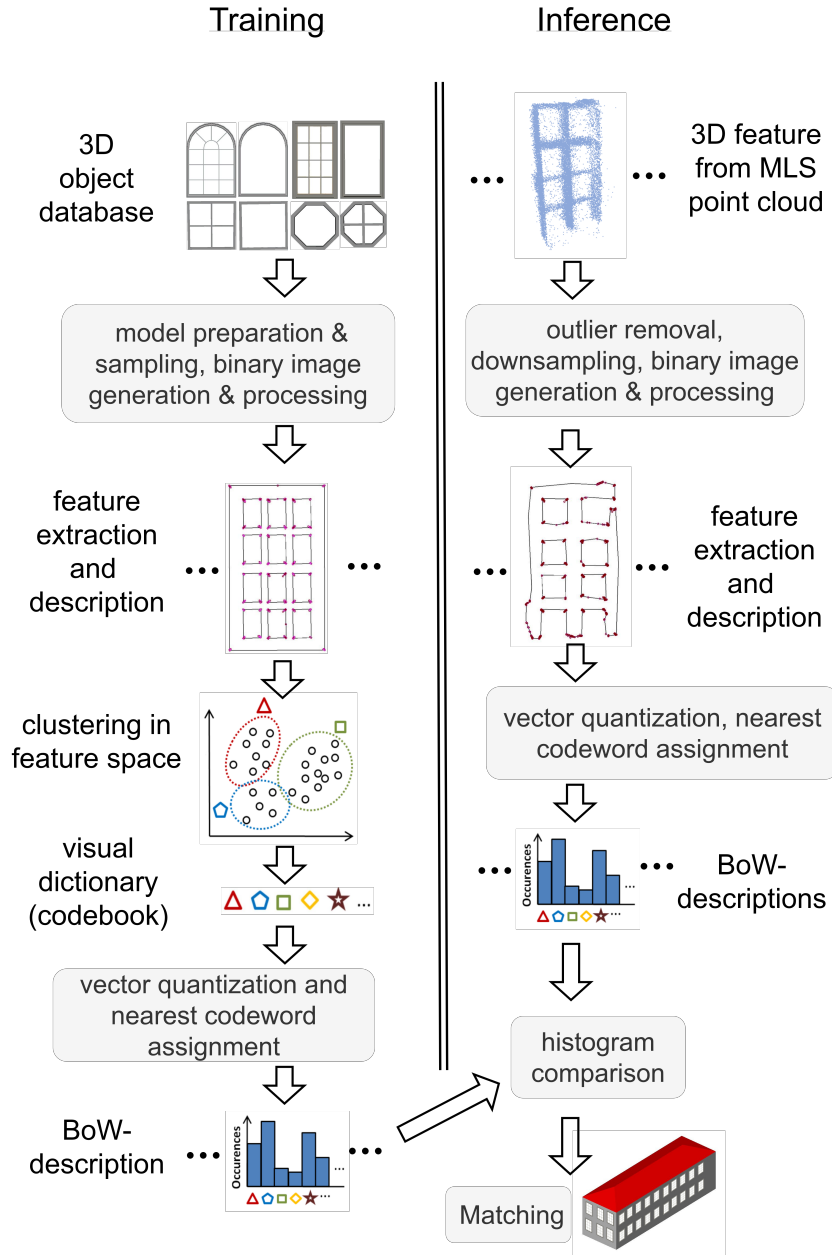 Training
3D
object
database
model preparation &
sampling, binary image
generation & processing
feature
extraction
and
description
clustering in
feature space
visual
dictionary
(codebook)
...
vector quantization and
nearest codeword
assignment
BoW-
description
Occurences
...
...
Inference
3D feature
from MLS
point cloud
outlier removal,
downsampling, binary image
generation & processing
feature
extraction
and
description
vector quantization, nearest
codeword assignment
Occurences
...
...
BoW-
descriptions
histogram
comparison
Matching